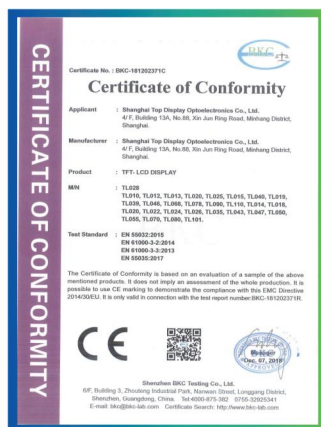 CERTIFICATE OF CONFORMITY
BKC
Certificate No. : BKC-181202371C
Certificate of Conformity
Applicant : Shanghai Top Display Optoelectronics Co., Ltd.
4/ F, Building 13A, No.88, Xin Jun Ring Road, Minhang District,
Shanghai.
Manufacturer : Shanghai Top Display Optoelectronics Co., Ltd.
4/ F, Building 13A, No.88, Xin Jun Ring Road, Minhang District,
Shanghai.
Product : TFT- LCD DISPLAY
M/N : TL028
TL010, TL012, TL013, TL020, TL025, TL015, TL040, TL019,
TL039, TL046, TL068, TL078, TL090, TL110, TL014, TL018,
TL020, TL022, TL024, TL026, TL035, TL043, TL047, TL050,
TL055, TL070, TL080, TL101.
Test Standard : EN 55032:2015
EN 61000-3-2:2014
EN 61000-3-3:2013
EN 55035:2017
The Certificate of Conformity is based on an evaluation of a sample of the above
mentioned products. It does not imply an assessment of the whole production. It is
possible to use CE marking to demonstrate the compliance with this EMC Directive
2014/30/EU. It is only valid in connection with the test report number:BKC-181202371R.
CE
Manager
Dec. 07, 2018
APPROVED
Shenzhen BKC Testing Co., Ltd.
6/F, Building 3, Zhoulong Industrial Park, Nanwan Street, Longgang District,
Shenzhen, Guangdong, China. Tel:4000-875-382 0755-32935341
E-mail: bkc@bkc-lab.com Certificate Search: http://www.bkc-lab.com